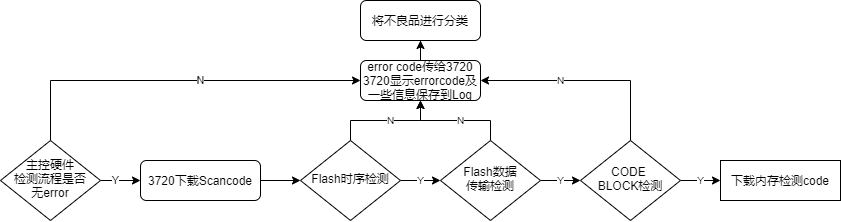 将不良品进行分类
error code传给3720
3720显示errorcode及
一些信息保存到Log
N
N
N
N
主控硬件
检测流程是否
无error
Y
3720下载Scancode
Flash时序检测
Y
Flash数据
传输检测
Y
CODE
BLOCK检测
Y
下载内存检测code